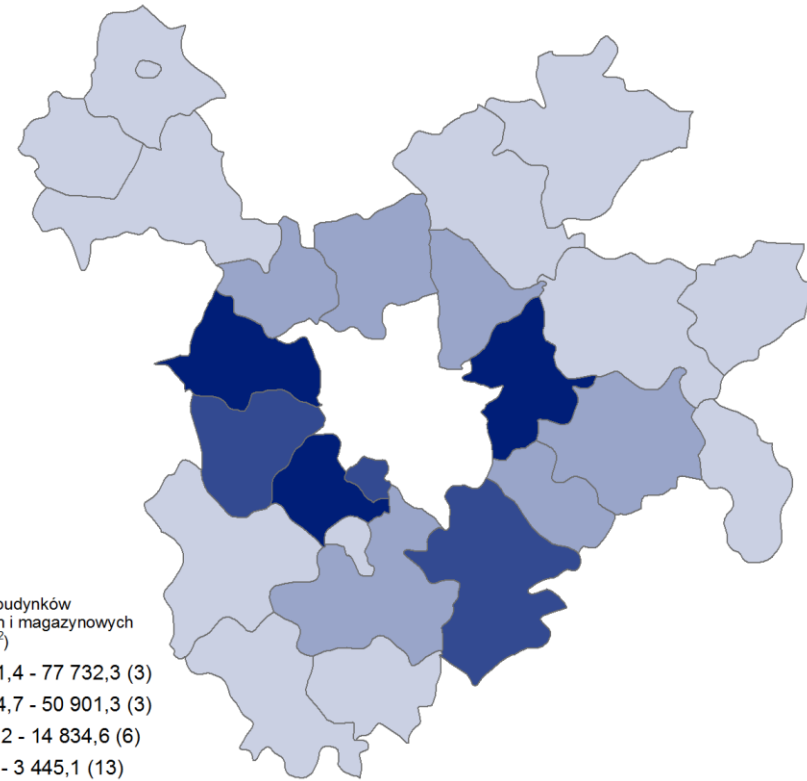 budynków
i magazynowych
1,4 - 77 732,3 (3)
4,7 - 50 901,3 (3)
2 - 14 834,6 (6)
- 3 445,1 (13)